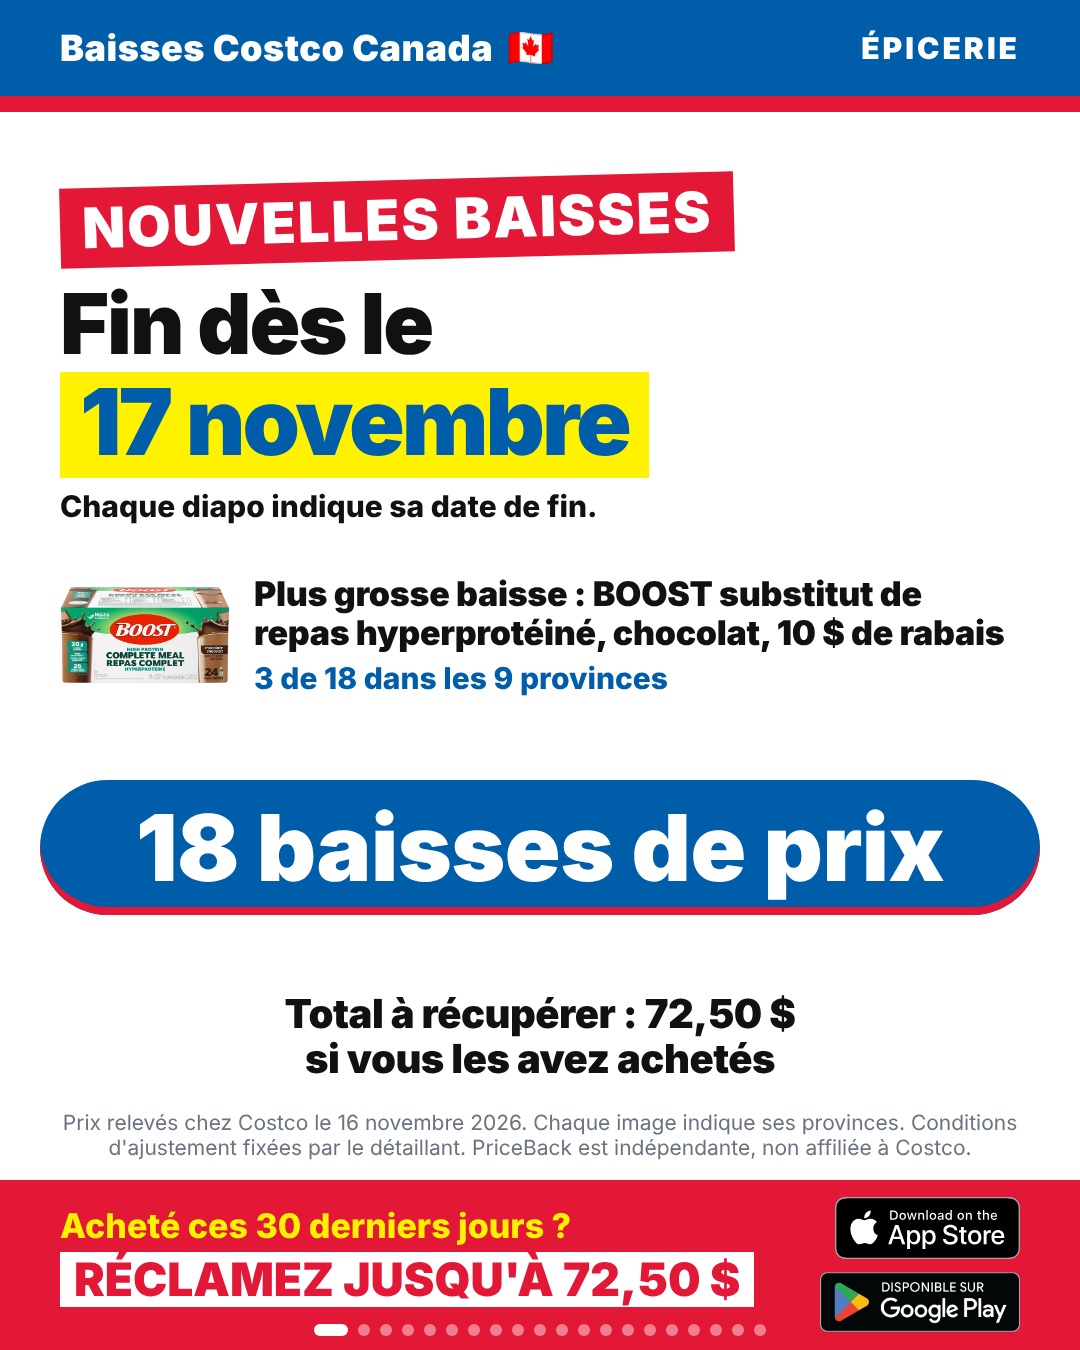 Baisses Costco Canada 🇨🇦
ÉPICERIE
NOUVELLES BAISSES
Fin dès le
17 novembre
Chaque diapo indique sa date de fin.
BOOST
HIGH PROTEIN
COMPLETE MEAL
REPAS COMPLET
HYPERPROTÉINÉ
Plus grosse baisse : BOOST substitut de
repas hyperprotéiné, chocolat, 10 $ de rabais
3 de 18 dans les 9 provinces
18 baisses de prix
Total à récupérer : 72,50 $
si vous les avez achetés
Prix relevés chez Costco le 16 novembre 2026. Chaque image indique ses provinces. Conditions
d'ajustement fixées par le détaillant. PriceBack est indépendante, non affiliée à Costco.
Acheté ces 30 derniers jours ?
RÉCLAMEZ JUSQU'À 72,50 $
Download on the
App Store
DISPONIBLE SUR
Google Play